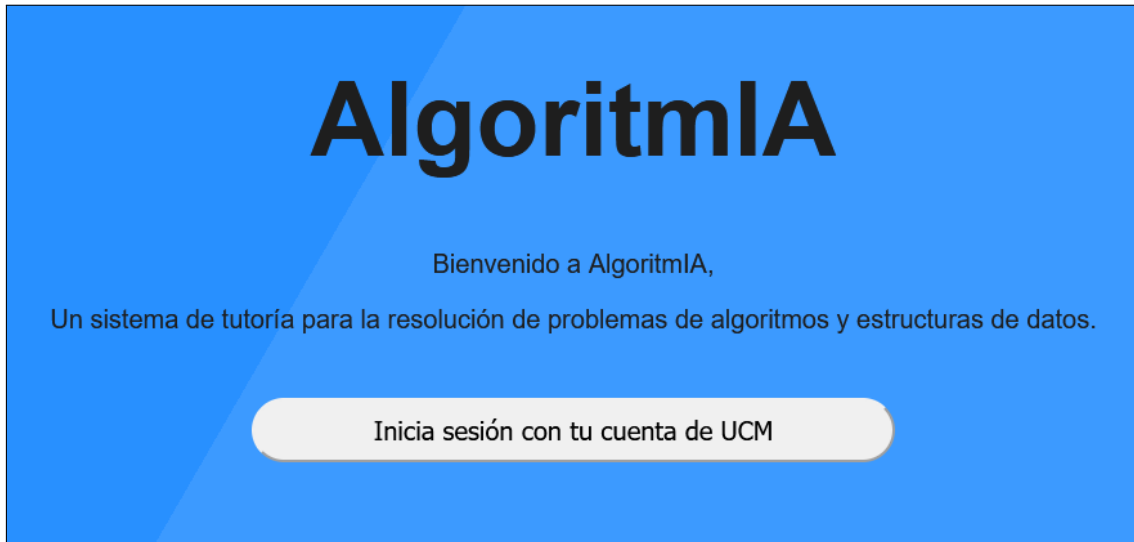 AlgoritmIA
Bienvenido a AlgoritmIA,
Un sistema de tutoría para la resolución de problemas de algoritmos y estructuras de datos.
Inicia sesión con tu cuenta de UCM